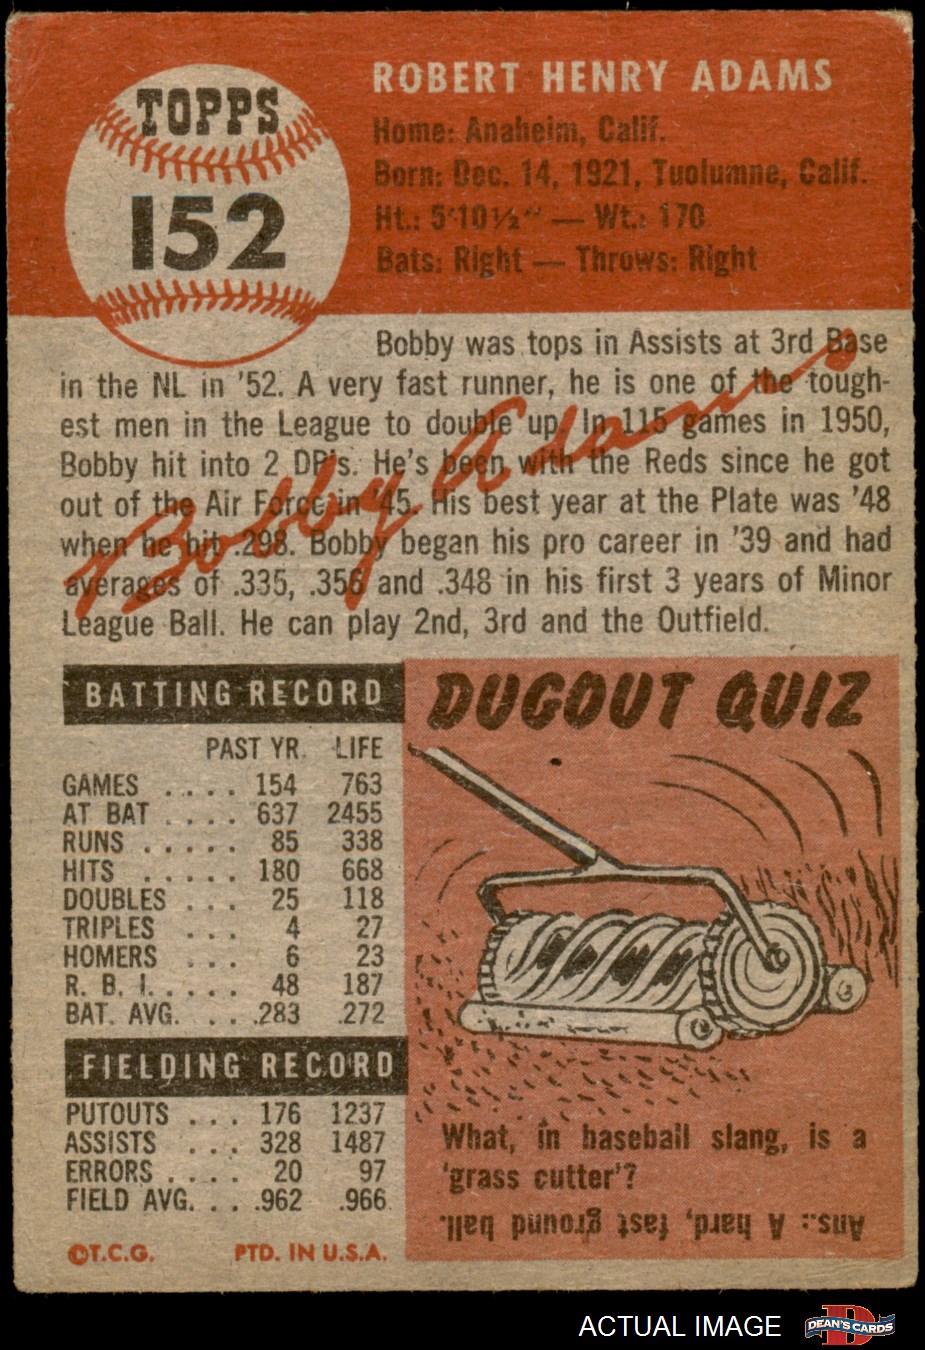 TOPPS
152
ROBERT HENRY ADAMS
Home: Anaheim, Calif.
Born: Dec. 14, 1921, Tuolumne, Calif.
Ht.: 5'10½" — Wt.: 170
Bats: Right — Throws: Right
Bobby was tops in Assists at 3rd Base
in the NL in '52. A very fast runner, he is one of the tough-
est men in the League to double up. In 115 games in 1950,
Bobby hit into 2 DP's. He's been with the Reds since he got
out of the Air Force in '45. His best year at the Plate was '48
when he hit .298. Bobby began his pro career in '39 and had
averages of .335, .356 and .348 in his first 3 years of Minor
League Ball. He can play 2nd, 3rd and the Outfield.
Bobby Adams
BATTING RECORD
PAST YR. LIFE
GAMES .... 154 763
AT BAT .... 637 2455
RUNS ..... 85 338
HITS ..... 180 668
DOUBLES ... 25 118
TRIPLES ... 4 27
HOMERS ... 6 23
R. B. I. .... 48 187
BAT. AVG. ... .283 .272
FIELDING RECORD
PUTOUTS ... 176 1237
ASSISTS ... 328 1487
ERRORS .... 20 97
FIELD AVG. ... .962 .966
©T.C.G. PTD. IN U.S.A.
DUGOUT QUIZ
What, in baseball slang, is a
'grass cutter'?
Ans.: A hard, fast ground ball.
ACTUAL IMAGE
D
DEAN'S CARDS